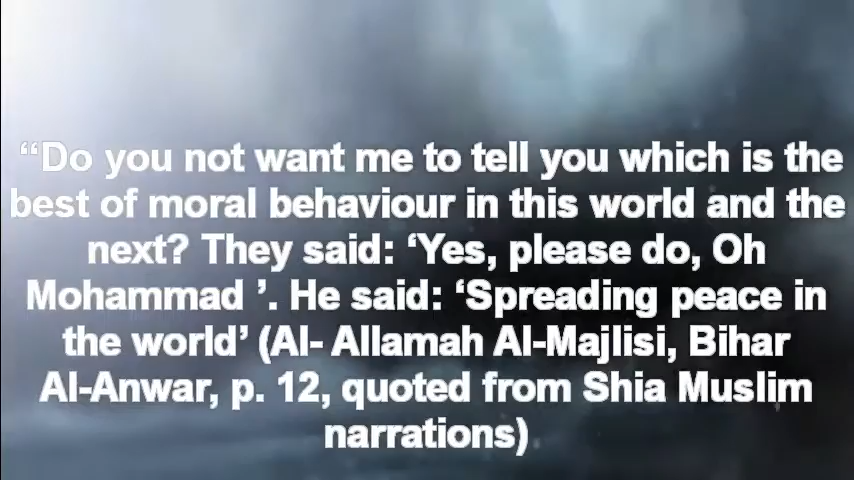 “Do you not want me to tell you which is the
best of moral behaviour in this world and the
next? They said: ‘Yes, please do, Oh
Mohammad ’. He said: ‘Spreading peace in
the world’ (Al- Allamah Al-Majlisi, Bihar
Al-Anwar, p. 12, quoted from Shia Muslim
narrations)